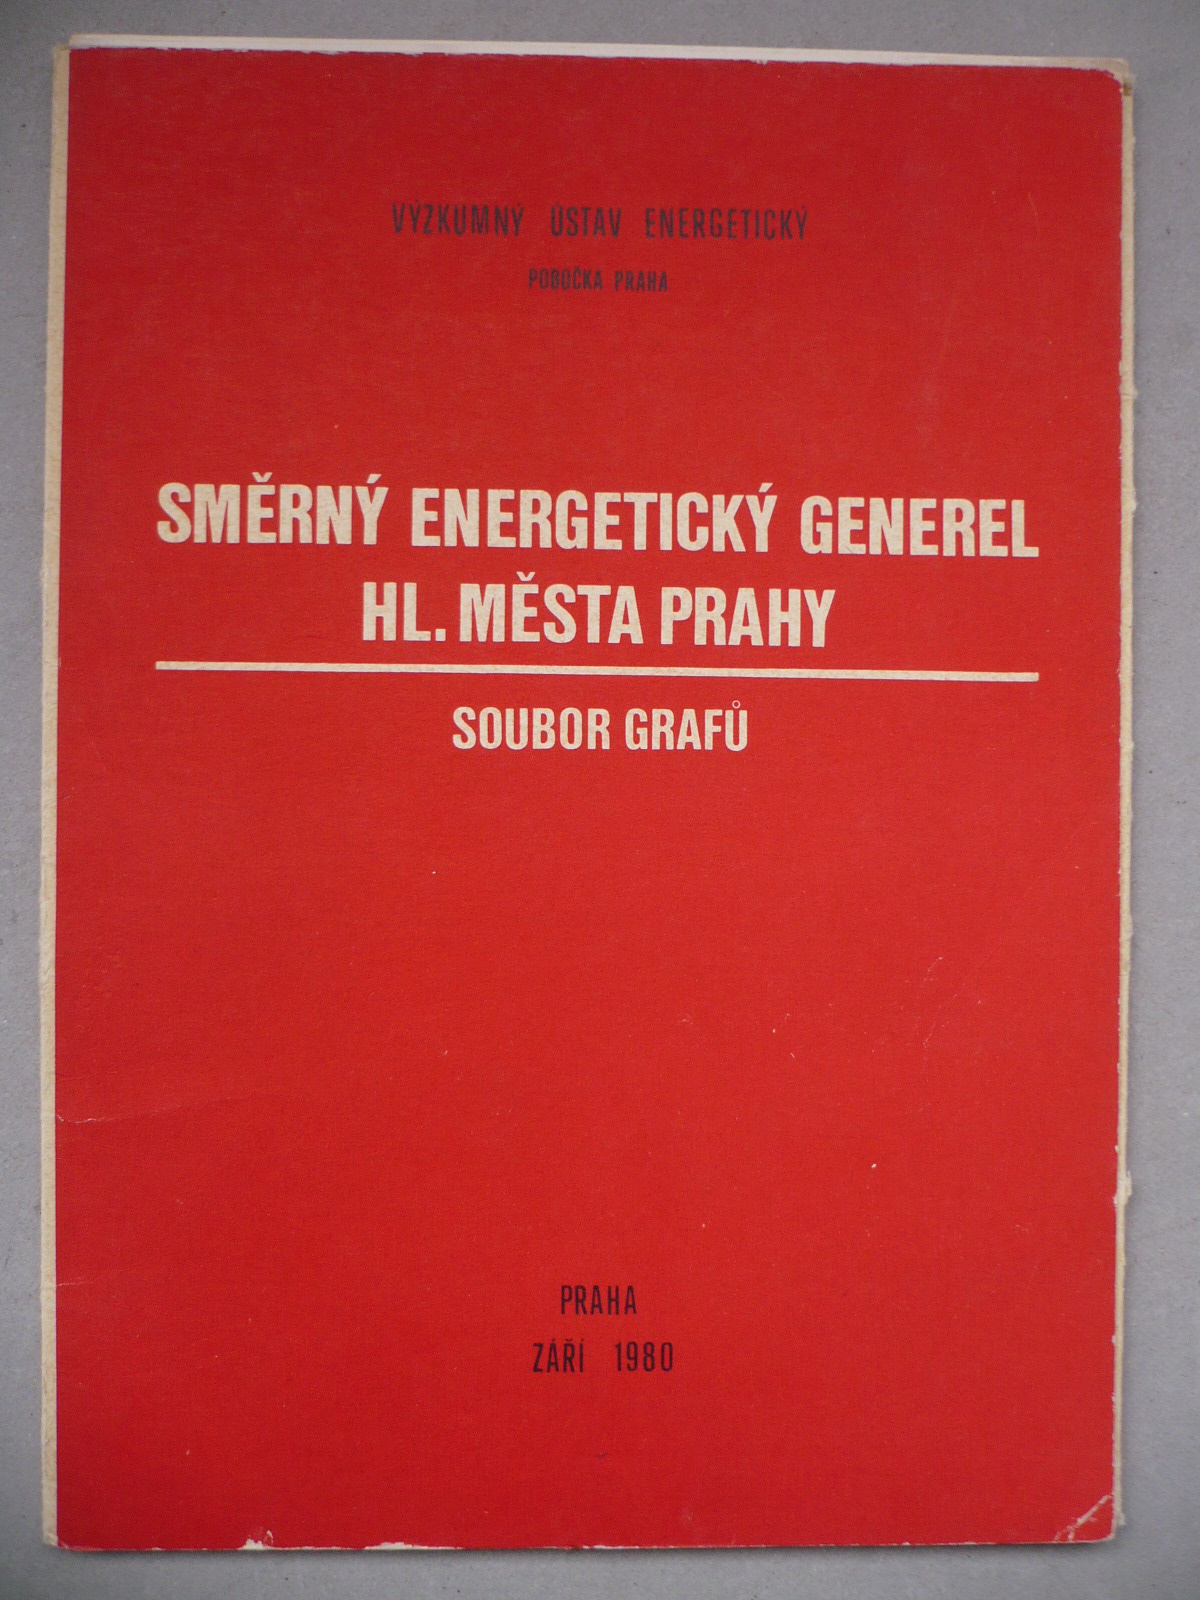 VÝZKUMNÝ ÚSTAV ENERGETICKÝ
POBOČKA PRAHA
SMĚRNÝ ENERGETICKÝ GENEREL
HL. MĚSTA PRAHY
SOUBOR GRAFŮ
PRAHA
ZÁŘÍ 1980